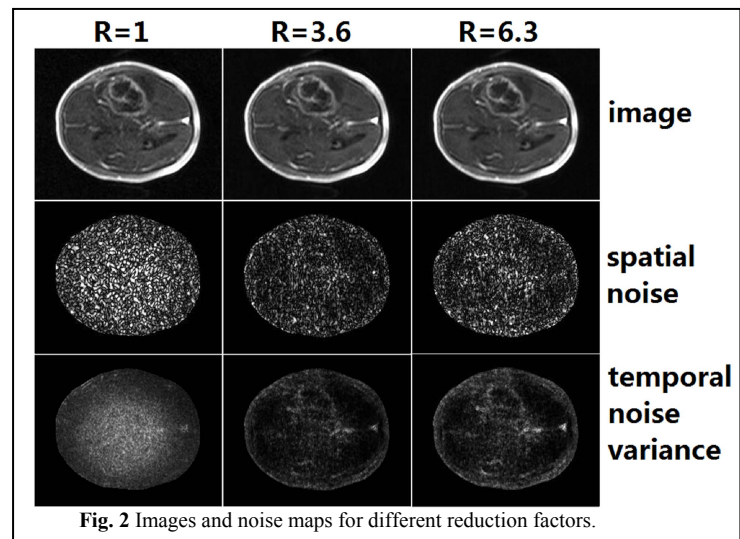 R=1 R=3.6 R=6.3
image
spatial
noise
temporal
noise
variance
Fig. 2 Images and noise maps for different reduction factors.